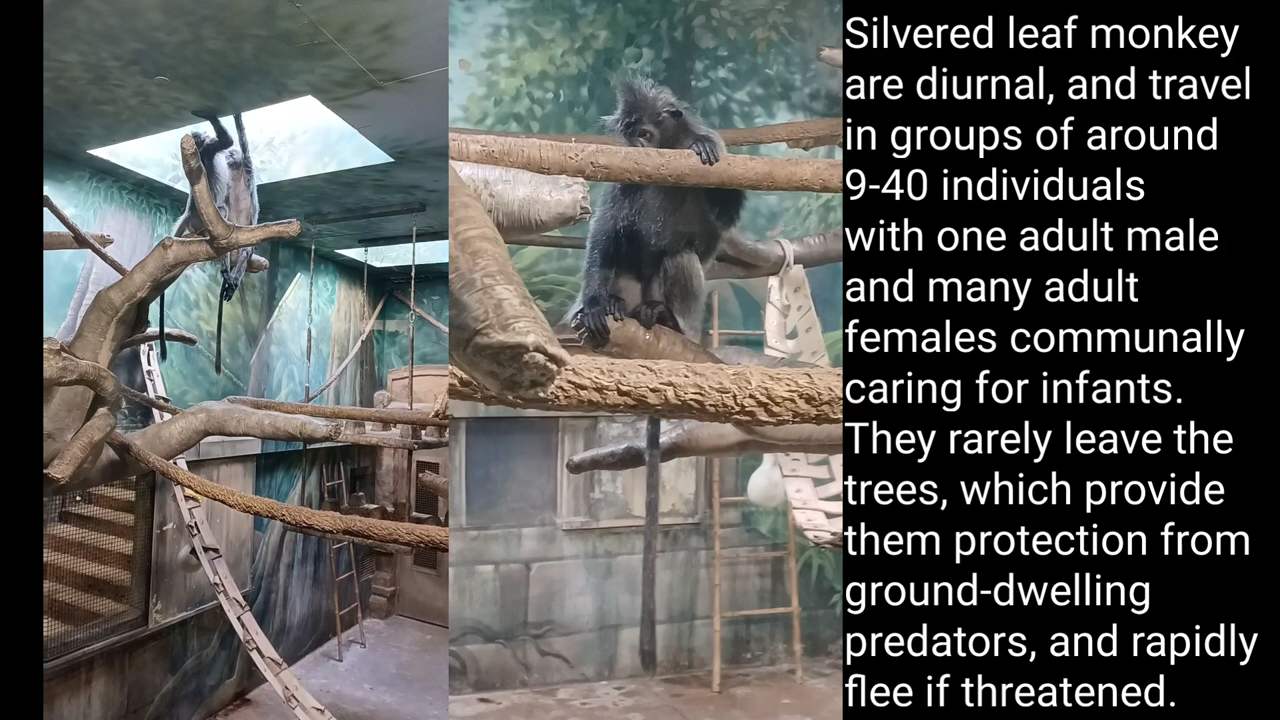 Silvered leaf monkey
are diurnal, and travel
in groups of around
9-40 individuals
with one adult male
and many adult
females communally
caring for infants.
They rarely leave the
trees, which provide
them protection from
ground-dwelling
predators, and rapidly
flee if threatened.